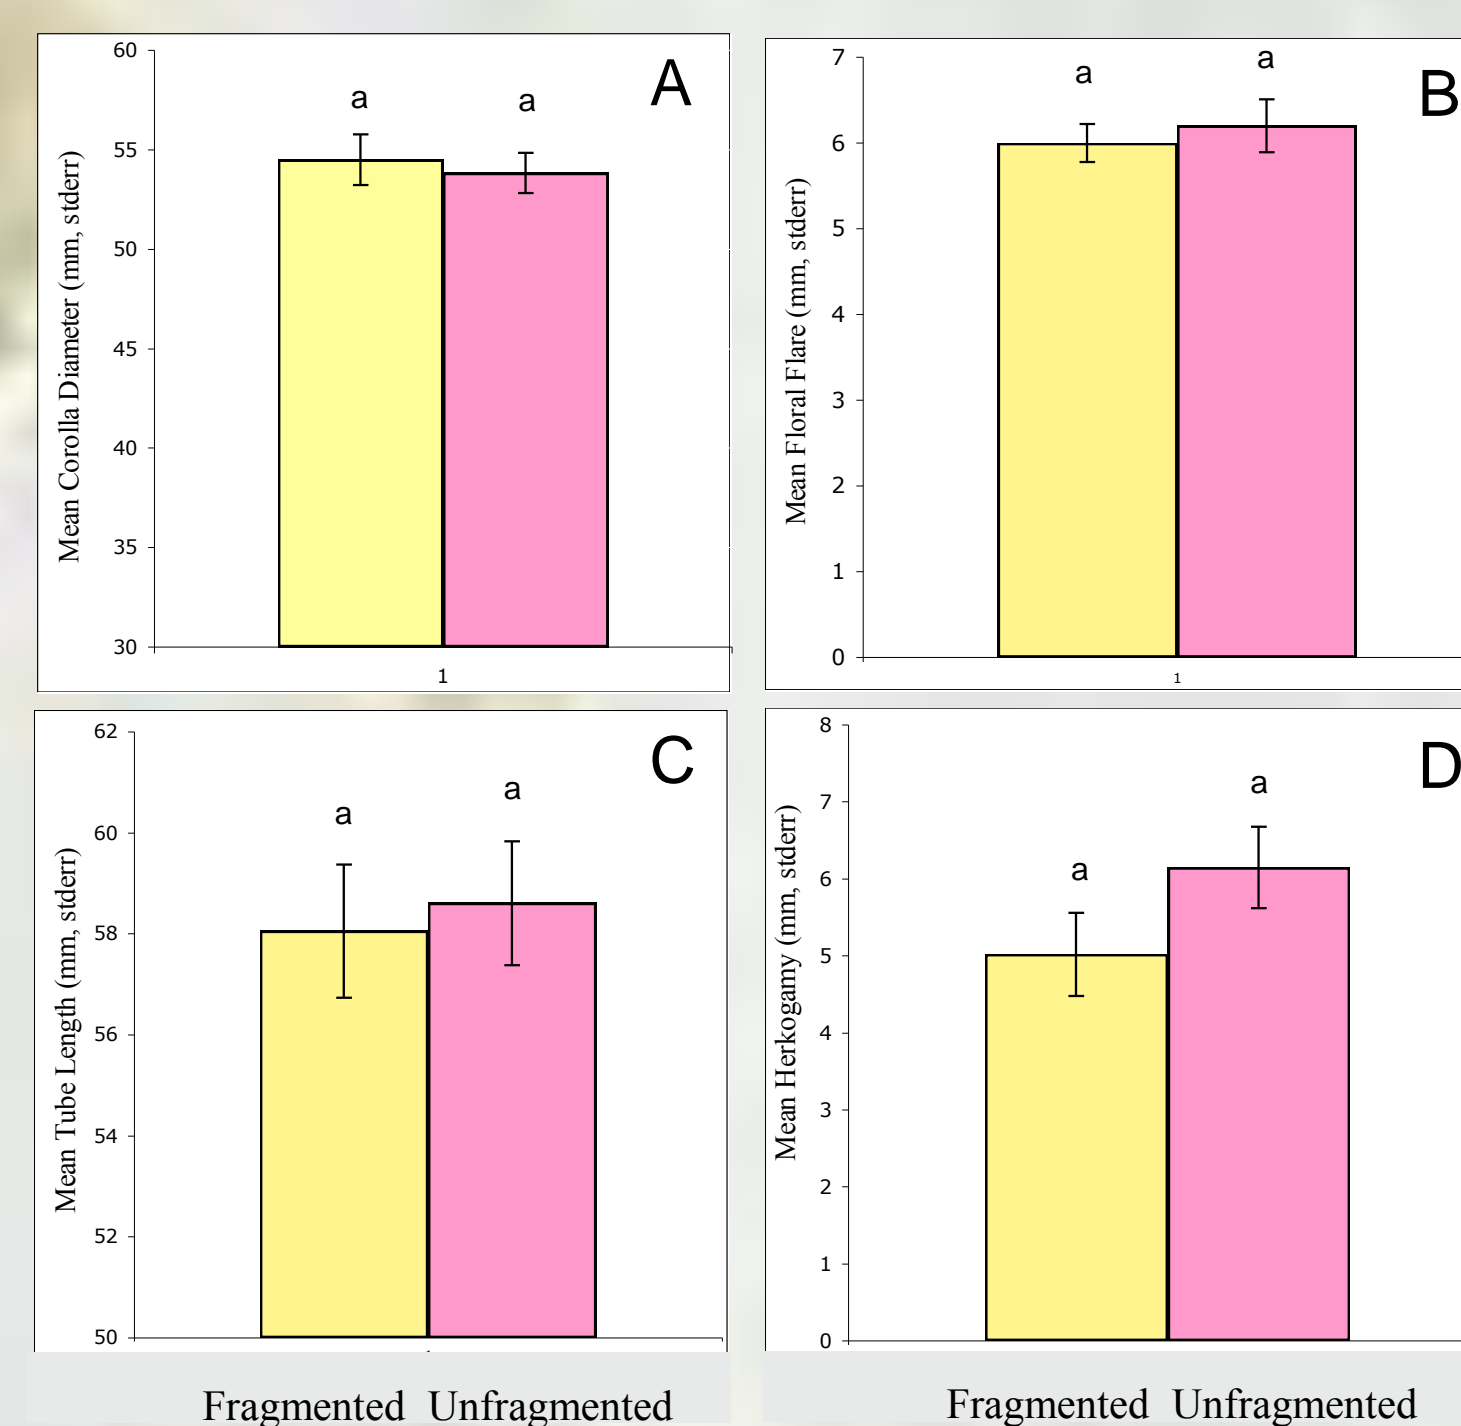 A
Mean Corolla Diameter (mm, stderr)
60
55
50
45
40
35
30
a
a
1
B
Mean Floral Flare (mm, stderr)
7
6
5
4
3
2
1
0
a
a
1
C
Mean Tube Length (mm, stderr)
62
60
58
56
54
52
50
a
a
Fragmented Unfragmented
D
Mean Herkogamy (mm, stderr)
8
7
6
5
4
3
2
1
0
a
a
Fragmented Unfragmented